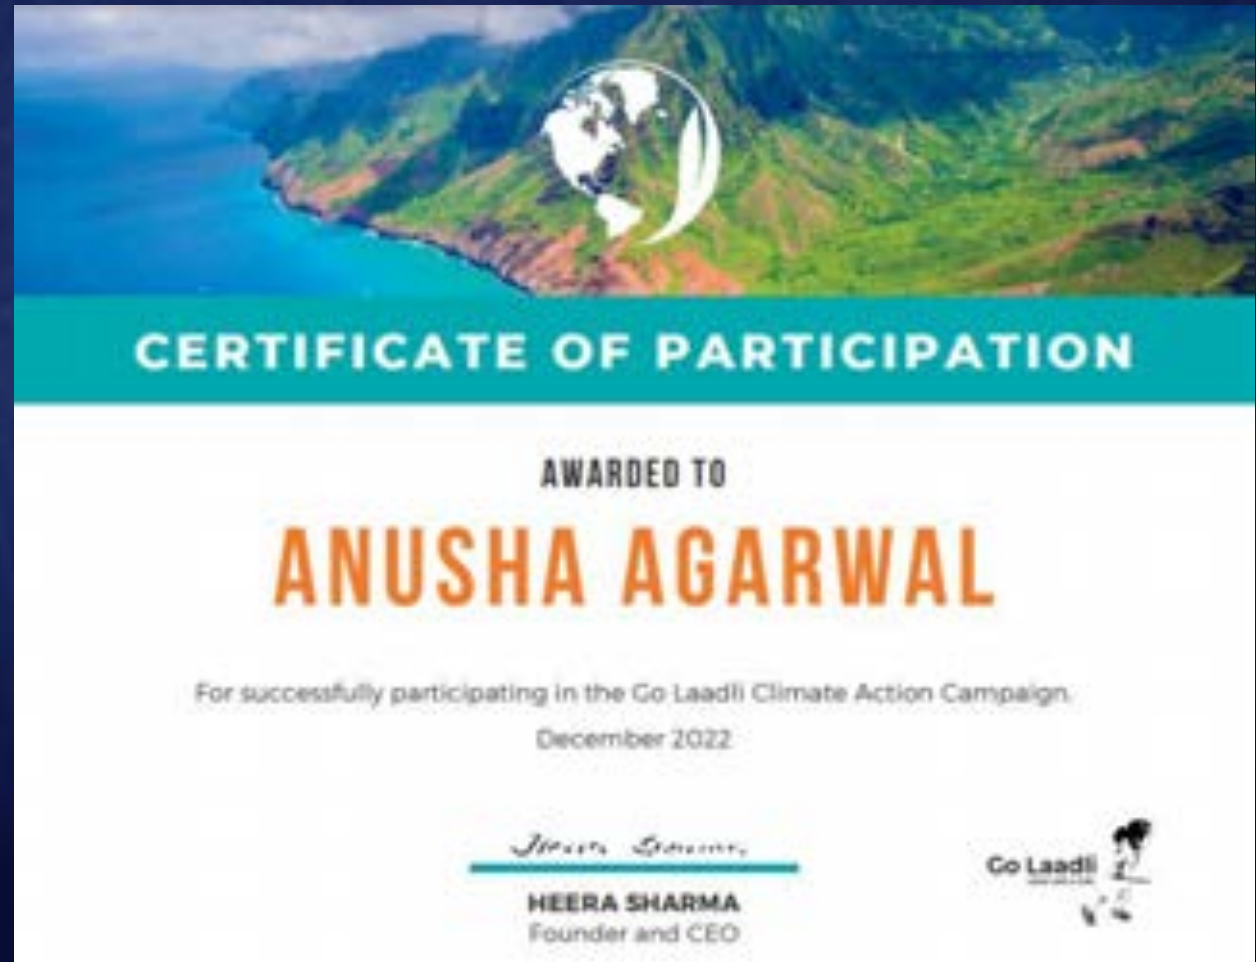 CERTIFICATE OF PARTICIPATION
AWARDED TO
ANUSHA AGARWAL
For successfully participating in the Go Laadli Climate Action Campaign.
December 2022
HEERA SHARMA
Founder and CEO
Go Laadli